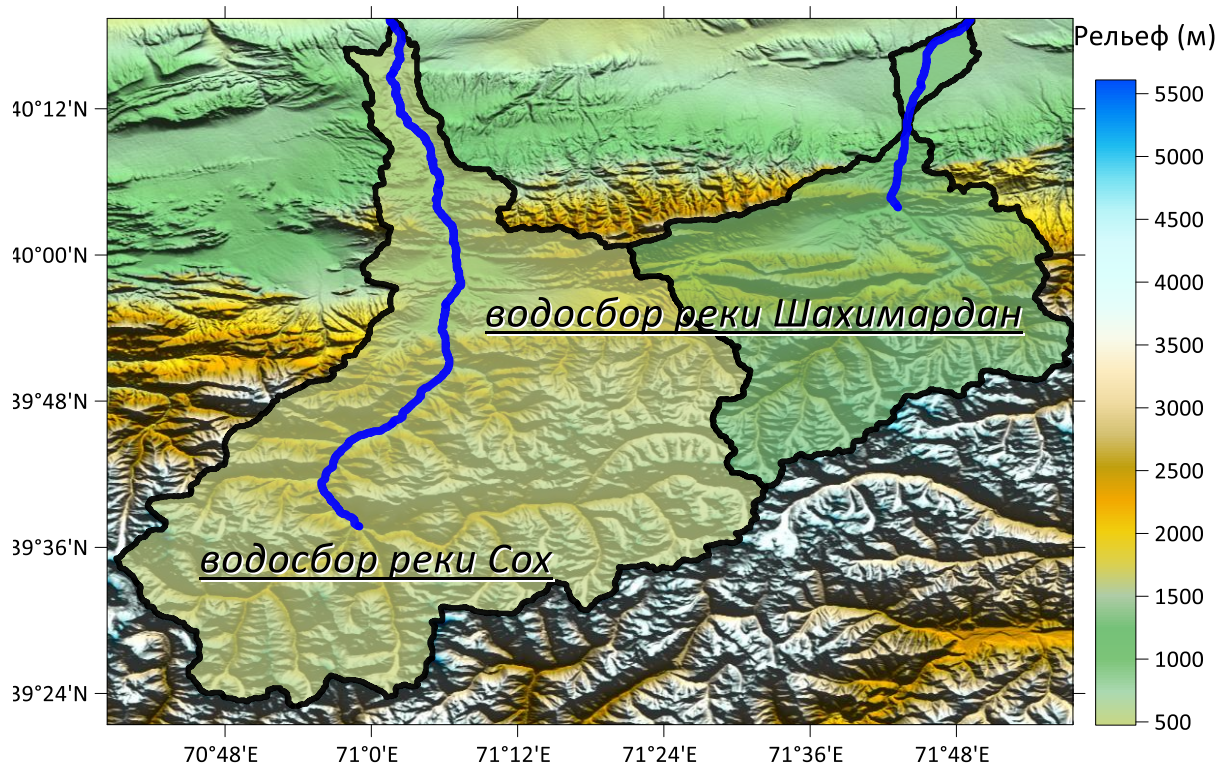 Рельеф (м)
5500
5000
4500
4000
3500
3000
2500
2000
1500
1000
500
40°12'N
40°00'N
39°48'N
39°36'N
39°24'N
водосбор реки Шахимардан
водосбор реки Сох
70°48'E
71°0'E
71°12'E
71°24'E
71°36'E
71°48'E